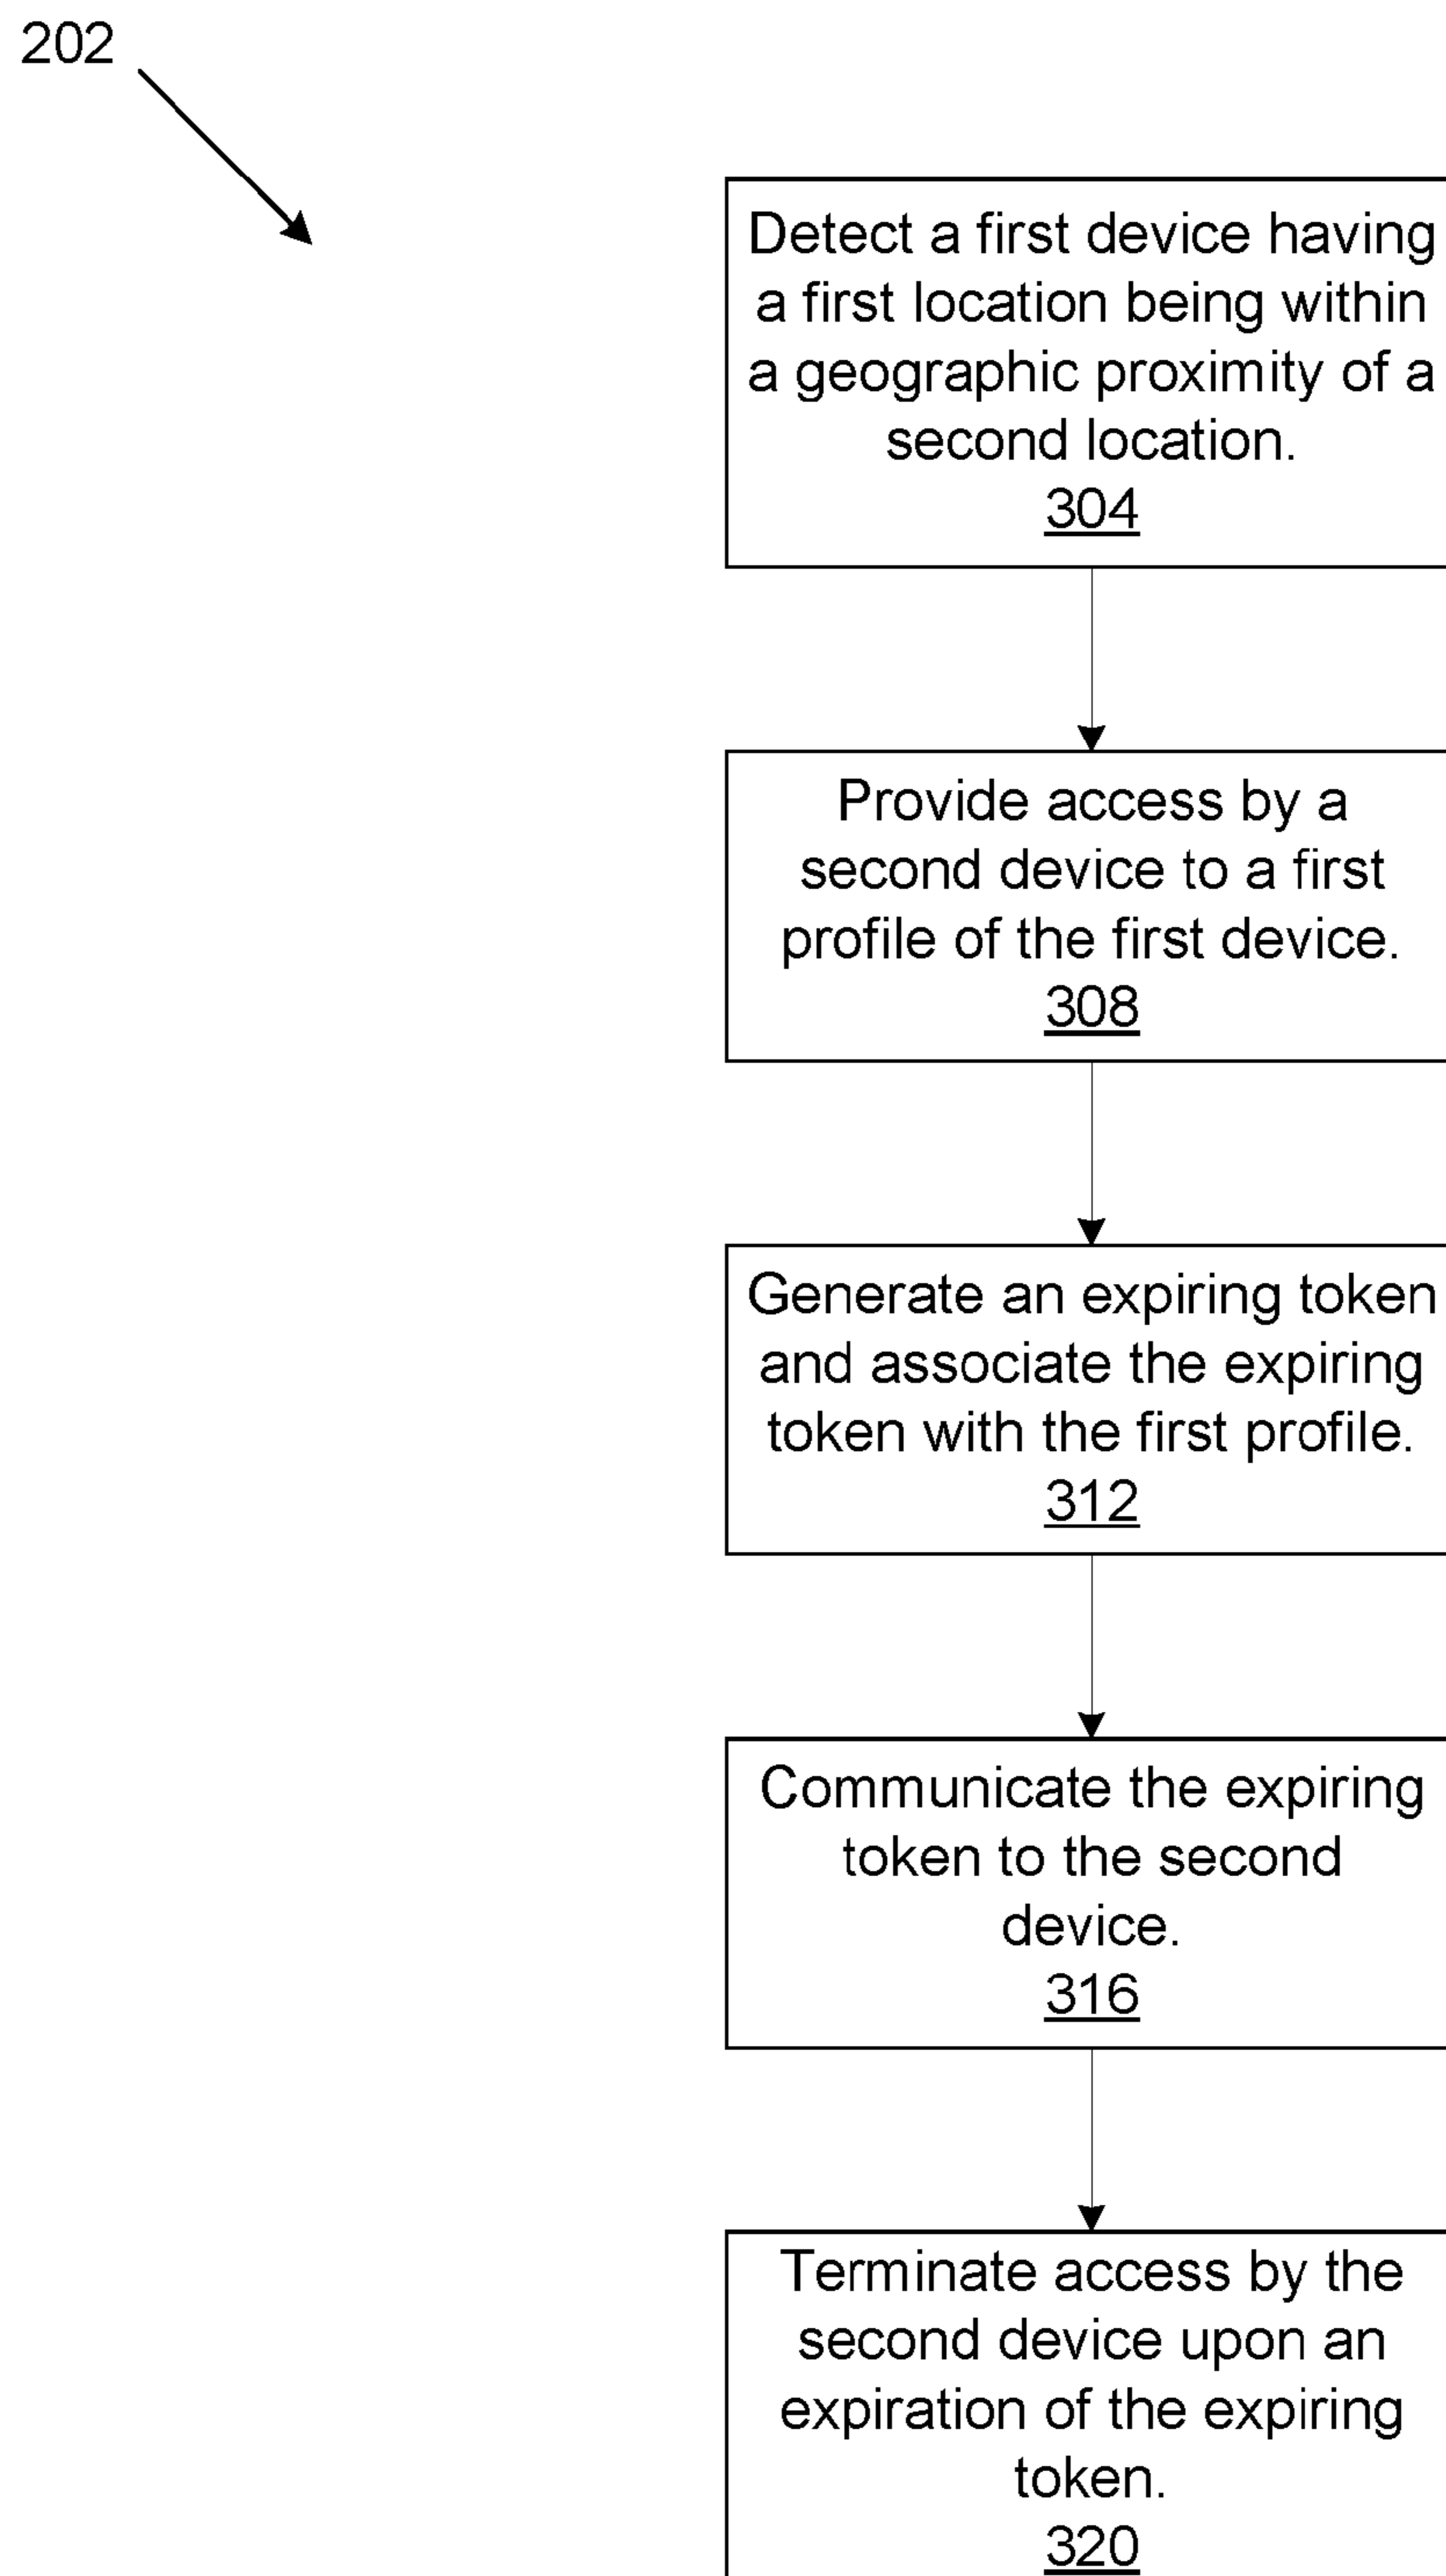 202
Detect a first device having
a first location being within
a geographic proximity of a
second location.
304
Provide access by a
second device to a first
profile of the first device.
308
Generate an expiring token
and associate the expiring
token with the first profile.
312
Communicate the expiring
token to the second
device.
316
Terminate access by the
second device upon an
expiration of the expiring
token.
320